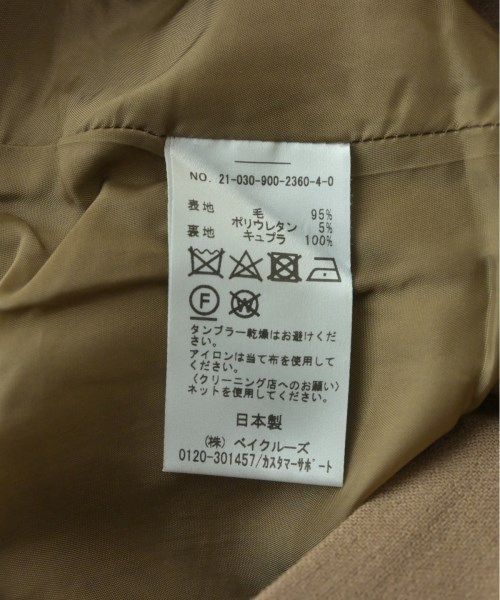 NO. 21-030-900-2360-4-0
表地 毛 95%
ポリウレタン 5%
裏地 キュプラ 100%
F W
タンブラー乾燥はお避けくだ
さい。
アイロンは当て布を使用して
ください。
(クリーニング店へのお願い)
ネットを使用してください。
日本製
(株) ベイクルーズ
0120-301457/カスタマーサポート